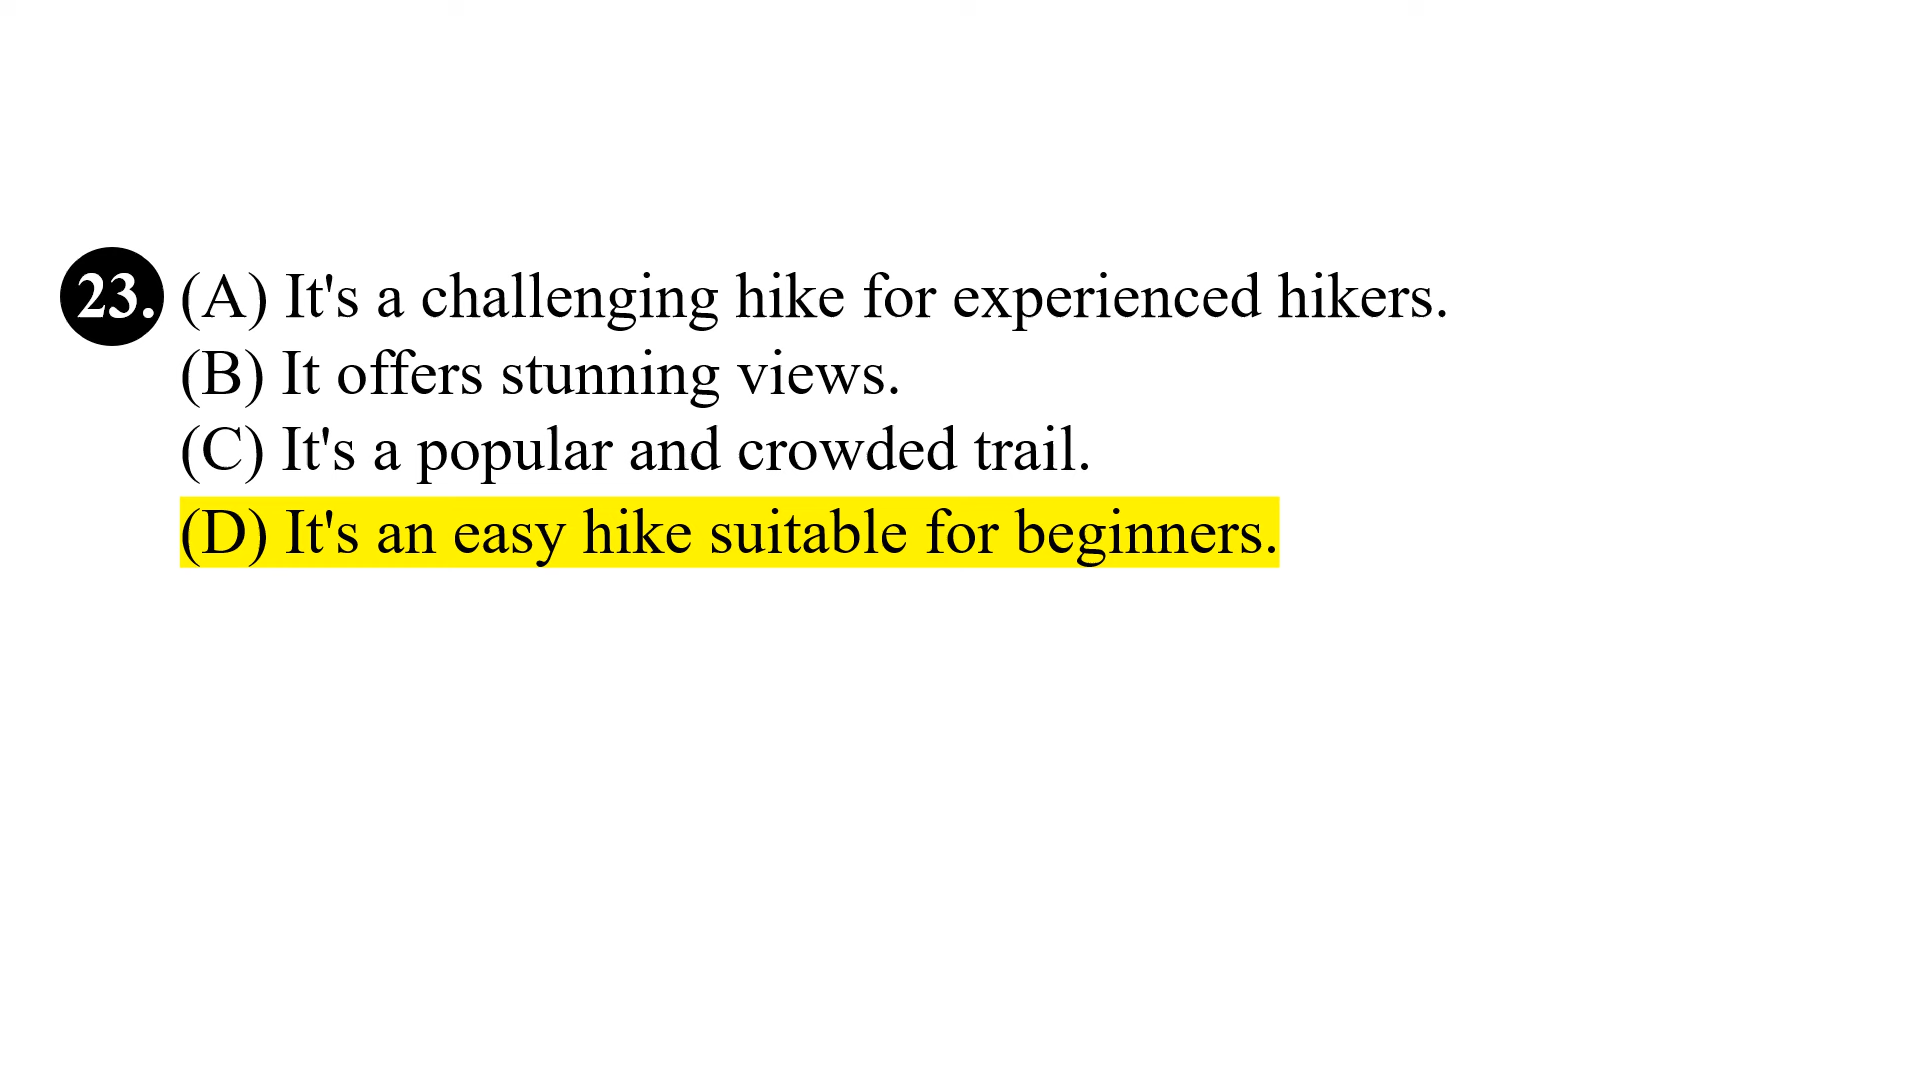 23. (A) It's a challenging hike for experienced hikers.
(B) It offers stunning views.
(C) It's a popular and crowded trail.
(D) It's an easy hike suitable for beginners.